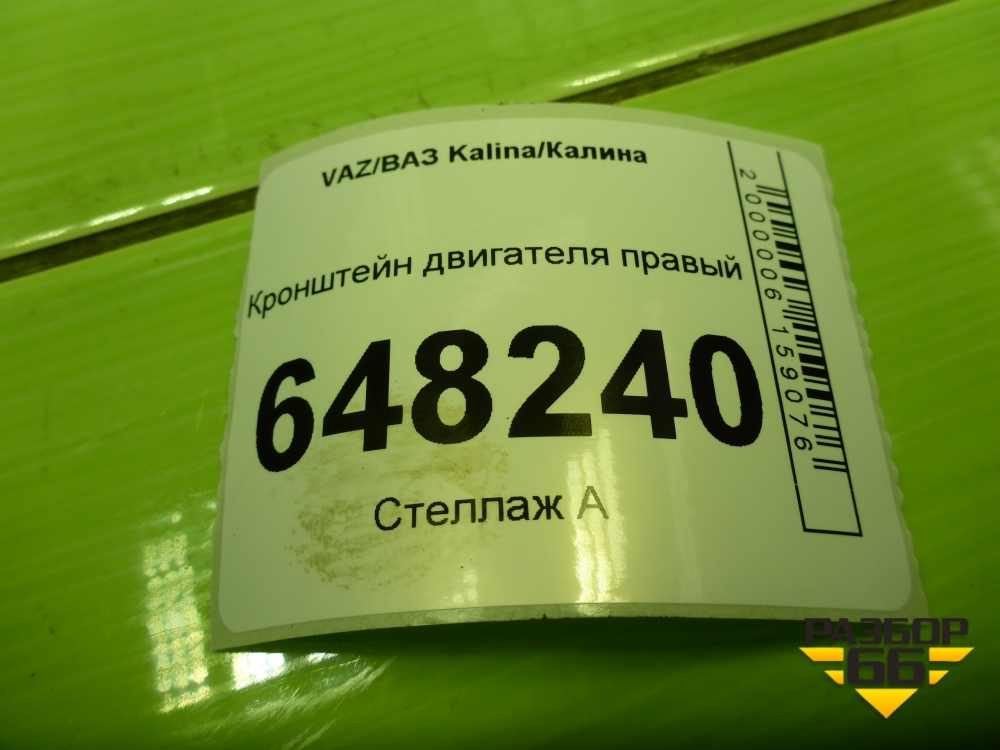 VAZ/ВАЗ Kalina/Калина
Кронштейн двигателя правый
648240
Стеллаж А
2000006159076
РАЗБОР
66